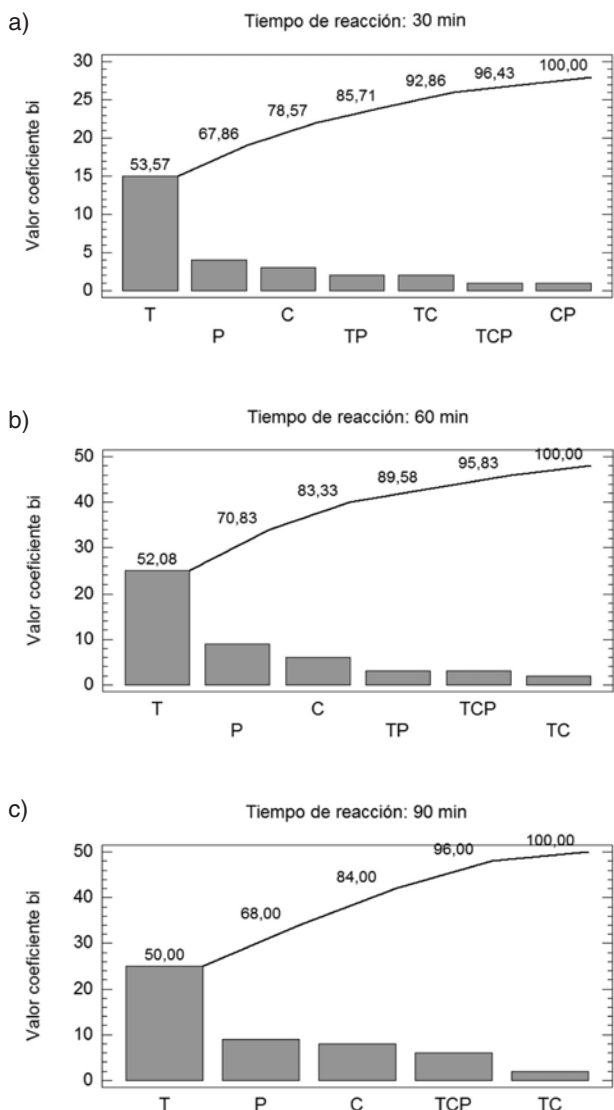 a)
Tiempo de reacción: 30 min
Valor coeficiente bi
30
25
20
15
10
5
0
53,57
67,86
78,57
85,71
92,86
96,43
100,00
T
P
C
TP
TC
TCP
CP
b)
Tiempo de reacción: 60 min
Valor coeficiente bi
50
40
30
20
10
0
52,08
70,83
83,33
89,58
95,83
100,00
T
P
C
TP
TCP
TC
c)
Tiempo de reacción: 90 min
Valor coeficiente bi
50
40
30
20
10
0
50,00
68,00
84,00
96,00
100,00
T
P
C
TCP
TC